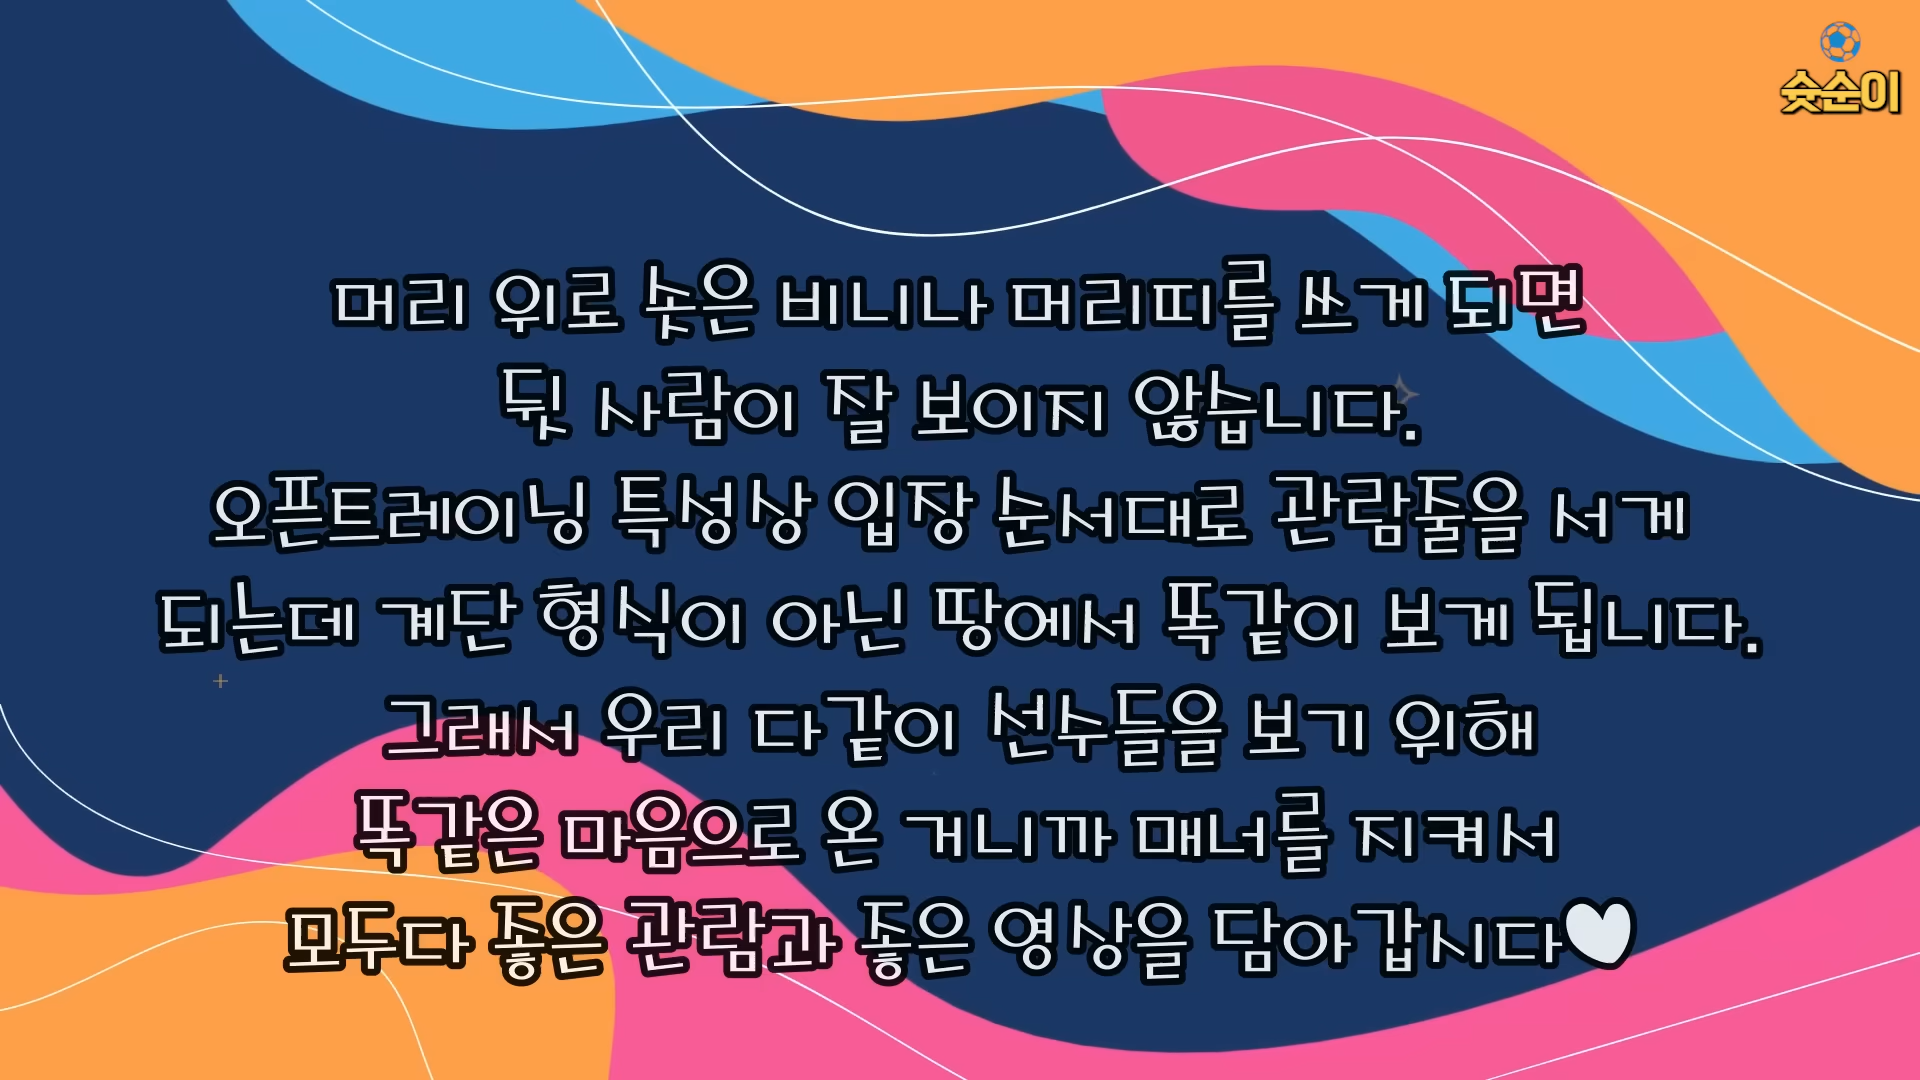 슛순이
머리 위로 솟은 비니나 머리띠를 쓰게 되면
뒷 사람이 잘 보이지 않습니다.
오픈트레이닝 특성상 입장 순서대로 관람줄을 서게
되는데 계단 형식이 아닌 땅에서 똑같이 보게 됩니다.
그래서 우리 다같이 선수들을 보기 위해
똑같은 마음으로 온 거니까 매너를 지켜서
모두다 좋은 관람과 좋은 영상을 담아갑시다♥